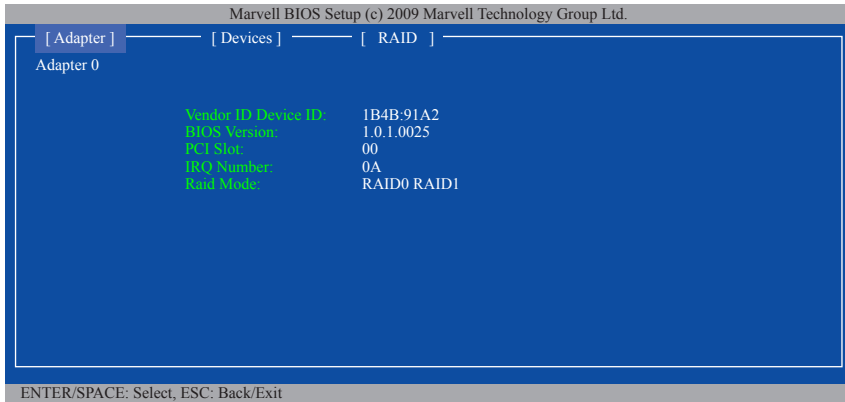 Marvell BIOS Setup (c) 2009 Marvell Technology Group Ltd.
[ Adapter ] [ Devices ] [ RAID ]
Adapter 0
Vendor ID Device ID: 1B4B:91A2
BIOS Version: 1.0.1.0025
PCI Slot: 00
IRQ Number: 0A
Raid Mode: RAID0 RAID1
ENTER/SPACE: Select, ESC: Back/Exit